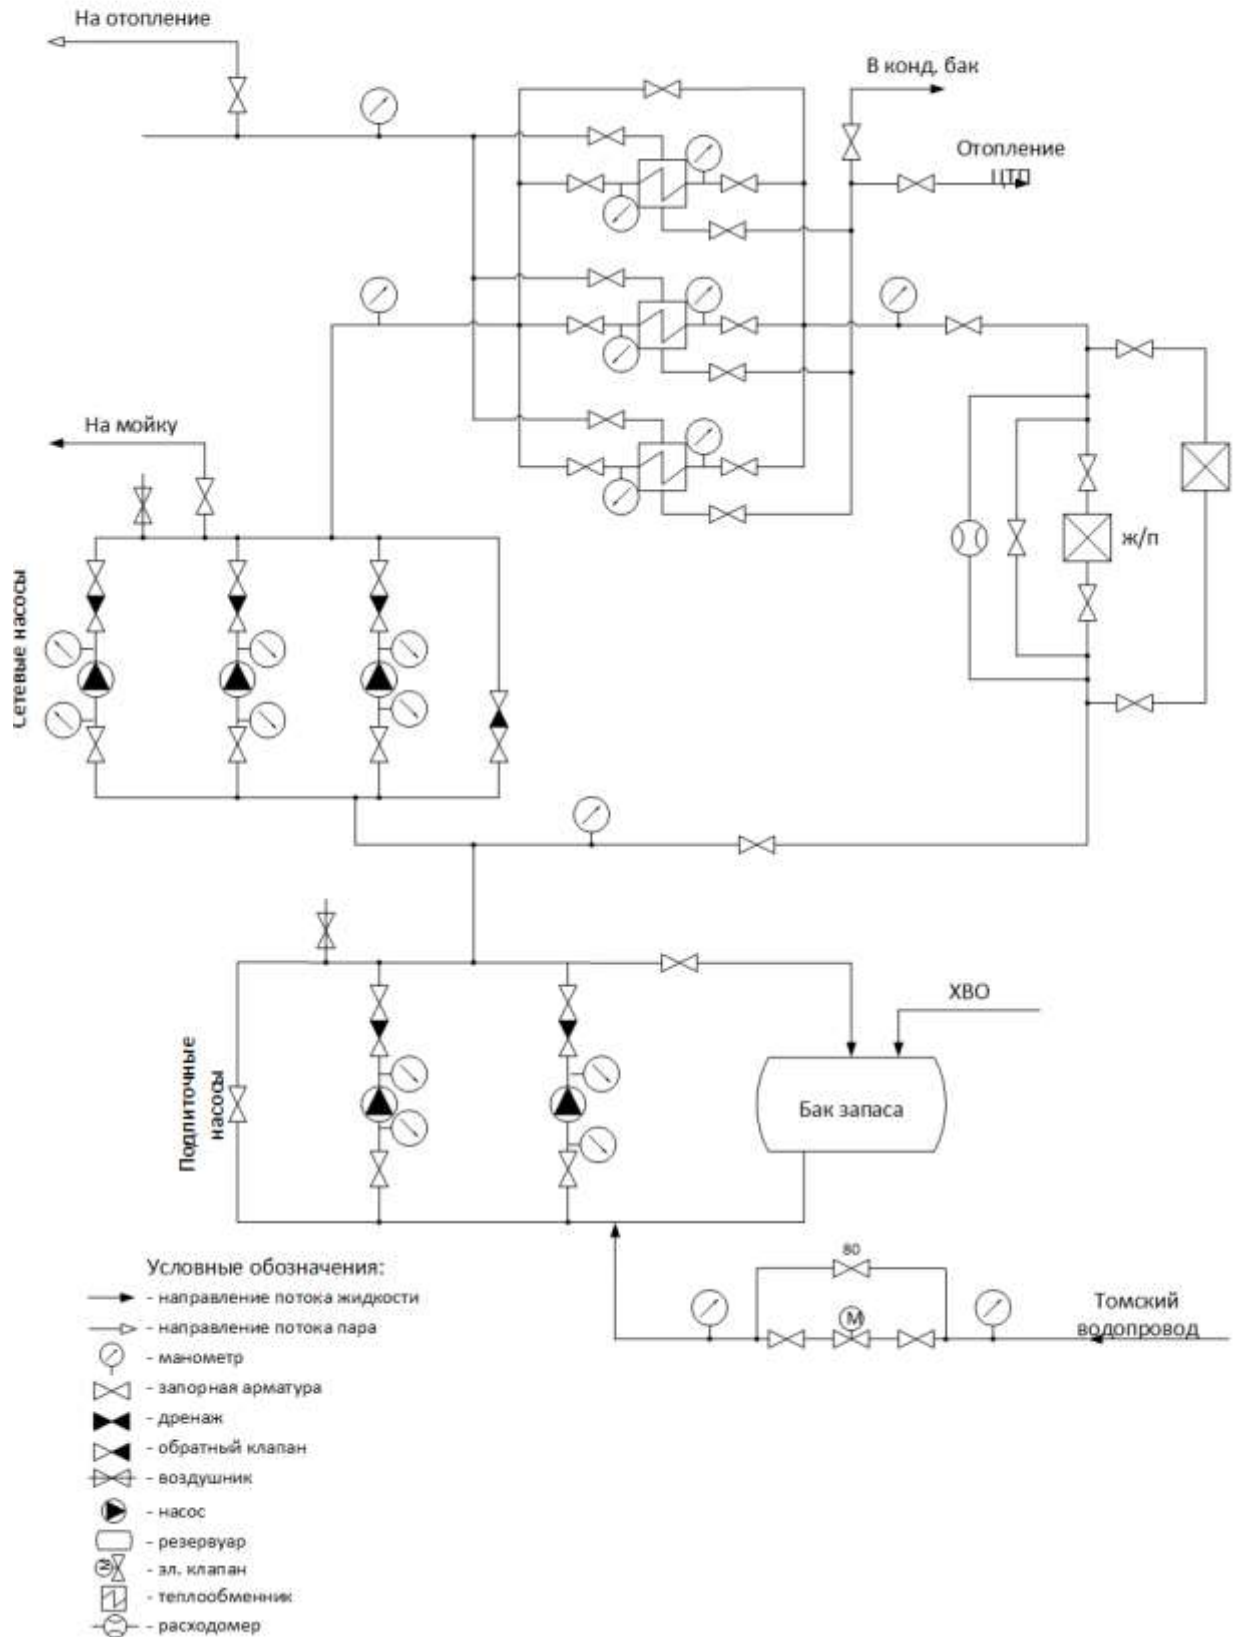 На отопление
В конд. бак
Отопление
ЦТП
На мойку
ж/п
Сетевые насосы
ХВО
Бак запаса
Подпиточные
насосы
80
М
Томский
водопровод
Условные обозначения:
- направление потока жидкости
- направление потока пара
- манометр
- запорная арматура
- дренаж
- обратный клапан
- воздушник
- насос
- резервуар
М
- эл. клапан
- теплообменник
- расходомер